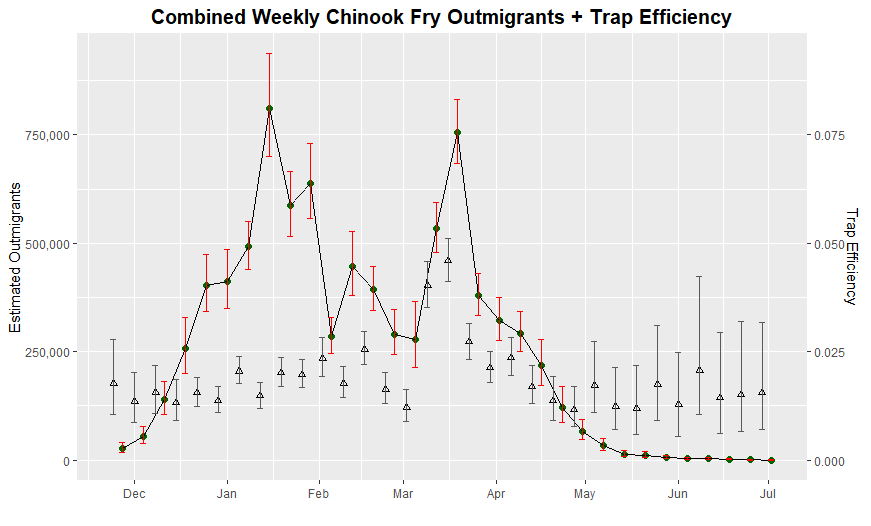 Combined Weekly Chinook Fry Outmigrants + Trap Efficiency
Estimated Outmigrants
750,000
500,000
250,000
0
0.075
0.050
0.025
0.000
Trap Efficiency
Dec Jan Feb Mar Apr May Jun Jul